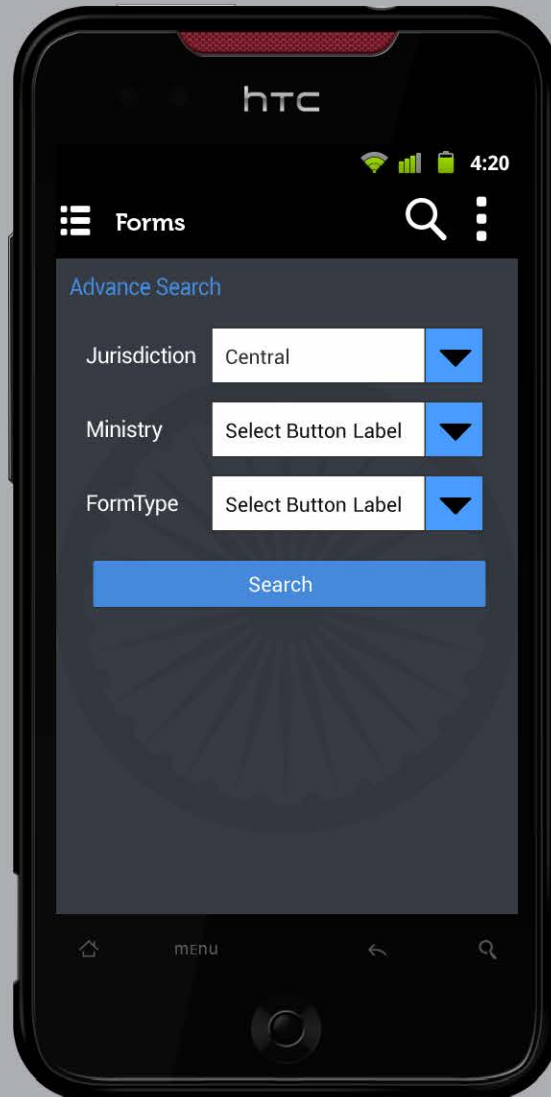 hTC
4:20
Forms
Advance Search
Jurisdiction Central
Ministry Select Button Label
FormType Select Button Label
Search
mENU